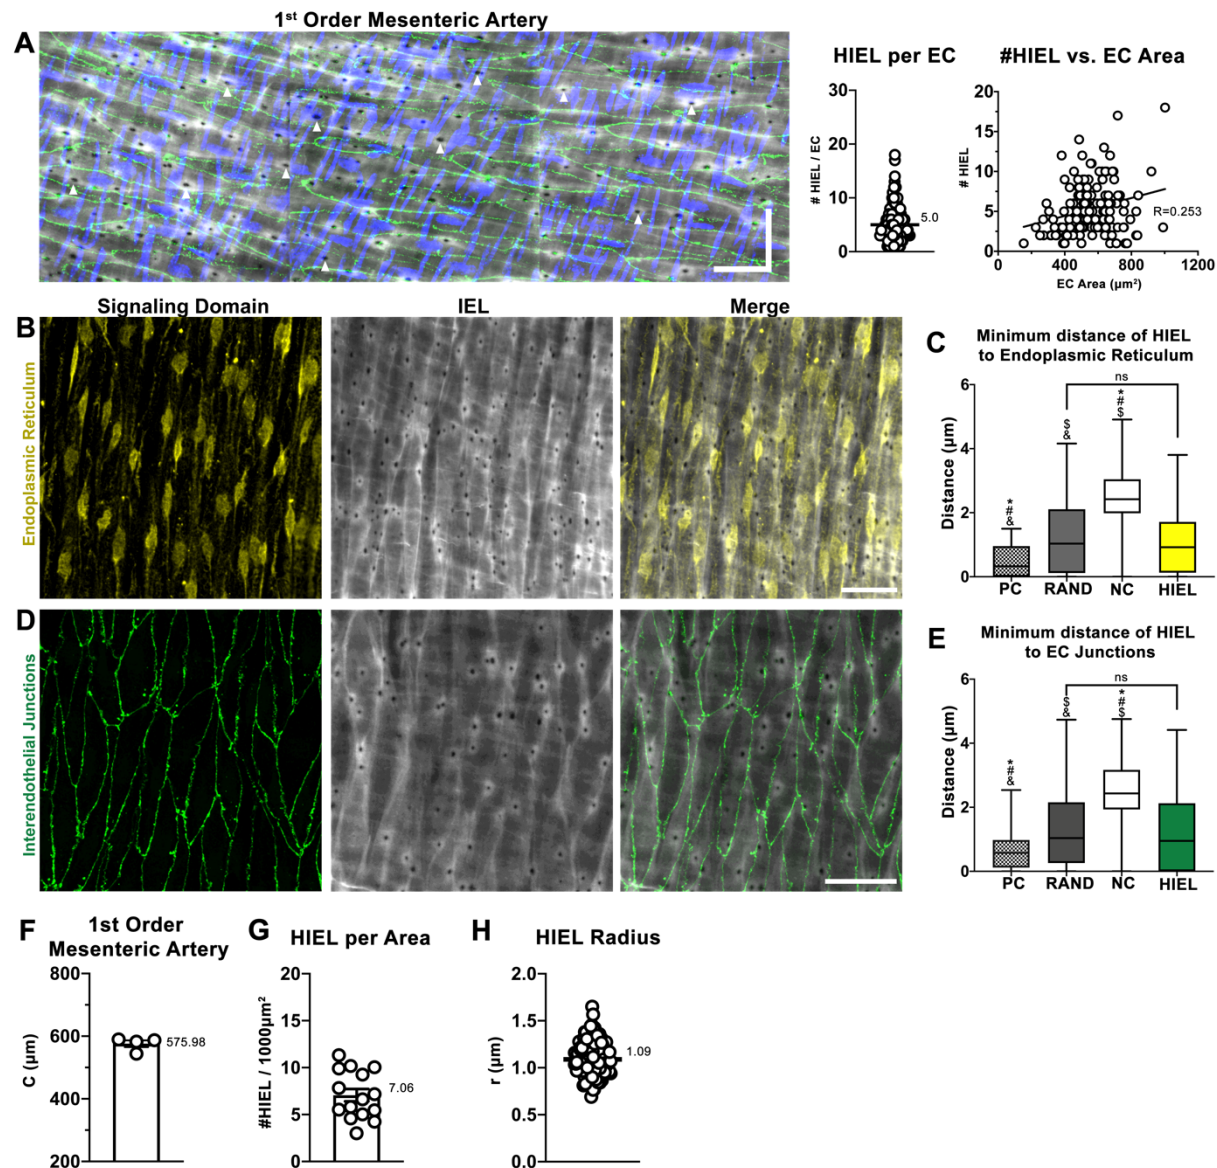 1st Order Mesenteric Artery
A
HIEL per EC
# HIEL / EC
30
20
10
0
5.0
#HIEL vs. EC Area
# HIEL
20
15
10
5
0
R=0.253
0
400
800
1200
EC Area (µm²)
Signaling Domain
IEL
Merge
B
Endoplasmic Reticulum
C
Minimum distance of HIEL
to Endoplasmic Reticulum
Distance (µm)
6
4
2
0
ns
*
#
&
$
&
*
#
$
PC
RAND
NC
HIEL
D
Interendothelial Junctions
E
Minimum distance of HIEL
to EC Junctions
Distance (µm)
6
4
2
0
ns
*
#
&
$
&
*
#
$
PC
RAND
NC
HIEL
F
1st Order
Mesenteric Artery
C (µm)
800
600
400
200
575.98
G
HIEL per Area
#HIEL / 1000µm²
20
15
10
5
0
7.06
H
HIEL Radius
r (µm)
2.0
1.5
1.0
0.5
0.0
1.09